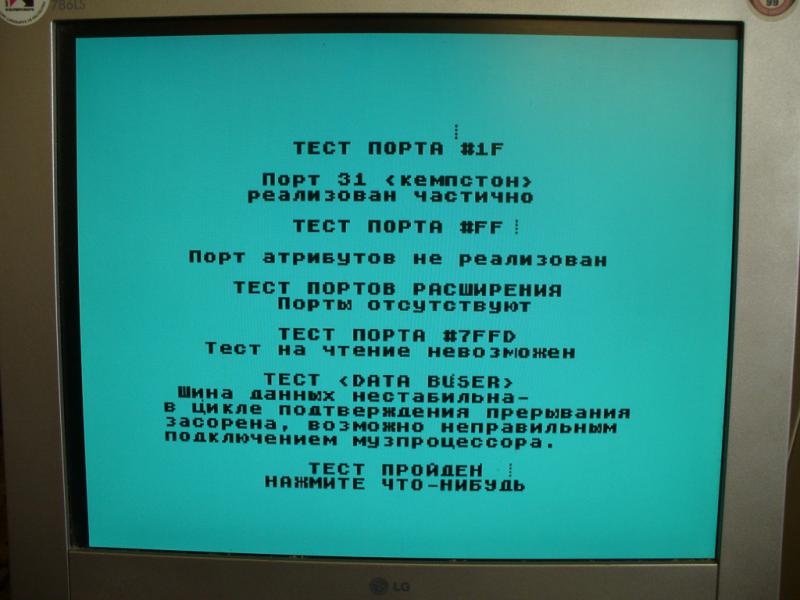 786LS
99
ТЕСТ ПОРТА #1F
Порт 31 <кемпстон>
реализован частично
ТЕСТ ПОРТА #FF
Порт атрибутов не реализован
ТЕСТ ПОРТОВ РАСШИРЕНИЯ
Порты отсутствуют
ТЕСТ ПОРТА #7FFD
Тест на чтение невозможен
ТЕСТ <DATA BUSER>
Шина данных нестабильна-
в цикле подтверждения прерывания
засорена, возможно неправильным
подключением музпроцессора.
ТЕСТ ПРОЙДЕН
НАЖМИТЕ ЧТО-НИБУДЬ
LG